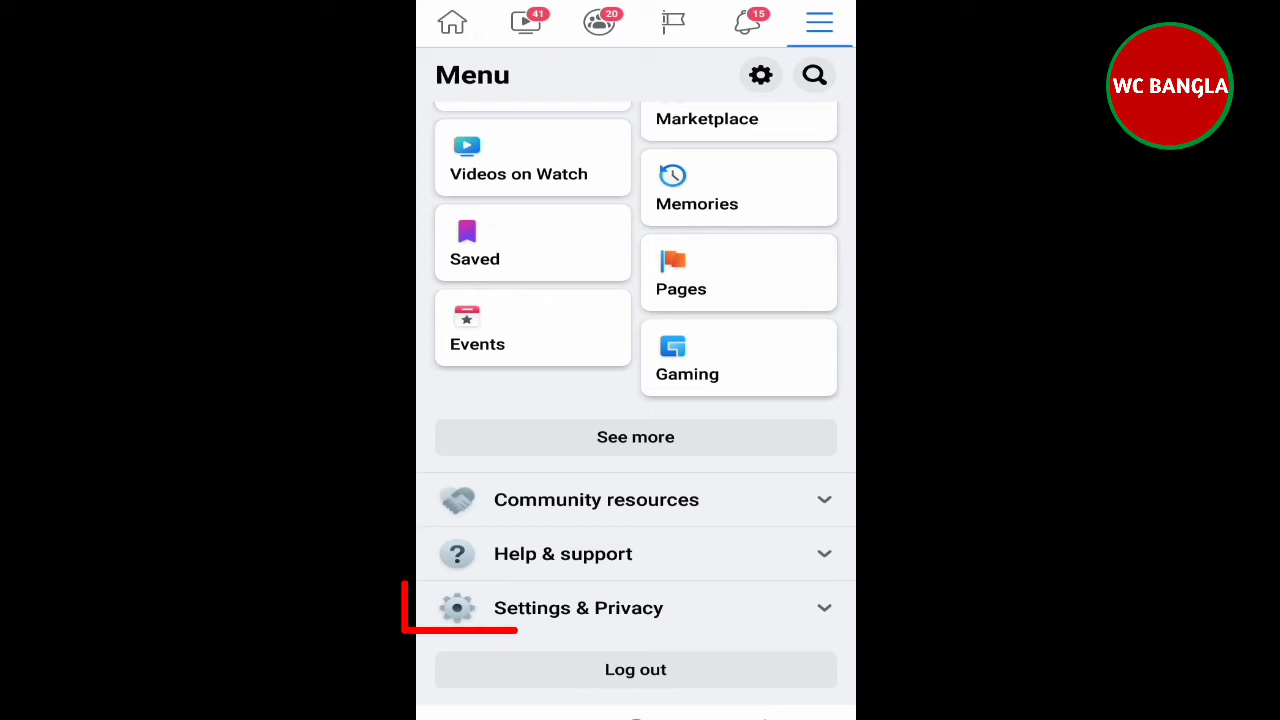 41
20
15
Menu
WC BANGLA
Marketplace
Videos on Watch
Memories
Saved
Pages
Events
Gaming
See more
Community resources
? Help & support
Settings & Privacy
Log out